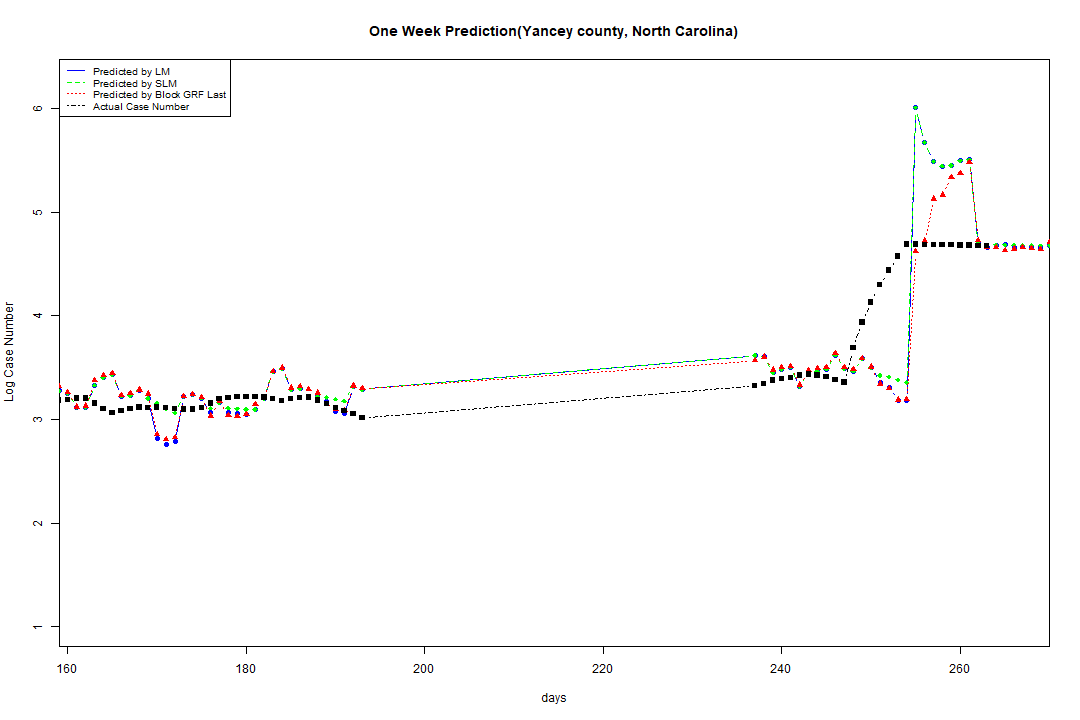 One Week Prediction(Yancey county, North Carolina)
Predicted by LM
Predicted by SLM
Predicted by Block GRF Last
Actual Case Number
Log Case Number
6
5
4
3
2
1
160 180 200 220 240 260
days